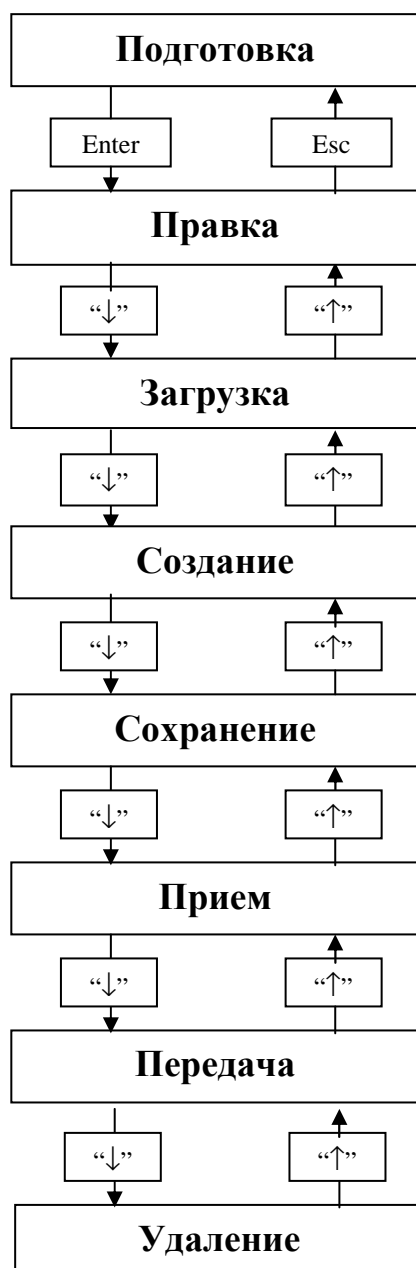 Подготовка
Enter Esc
Правка
“↓” “↑”
Загрузка
“↓” “↑”
Создание
“↓” “↑”
Сохранение
“↓” “↑”
Прием
“↓” “↑”
Передача
“↓” “↑”
Удаление